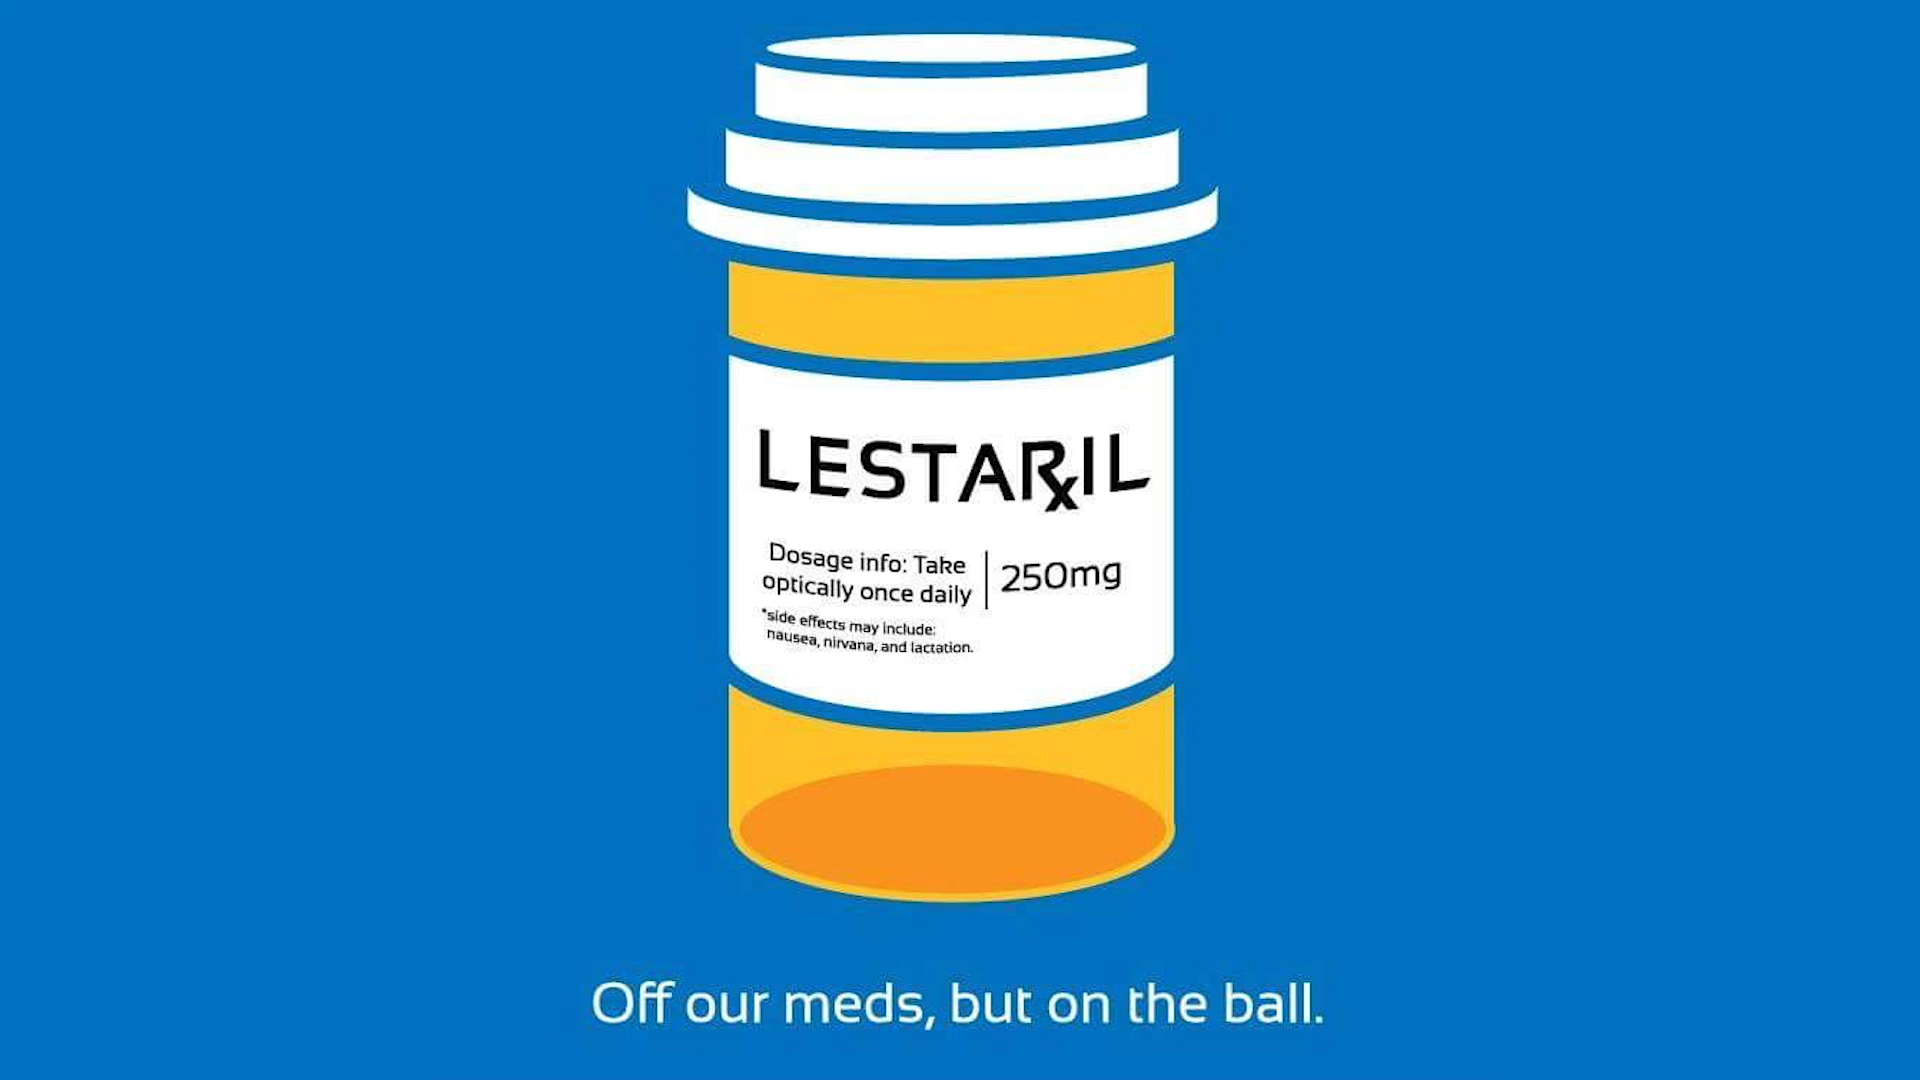 LESTARIL
Dosage info: Take
optically once daily
250mg
*side effects may include:
nausea, nirvana, and lactation.
Off our meds, but on the ball.